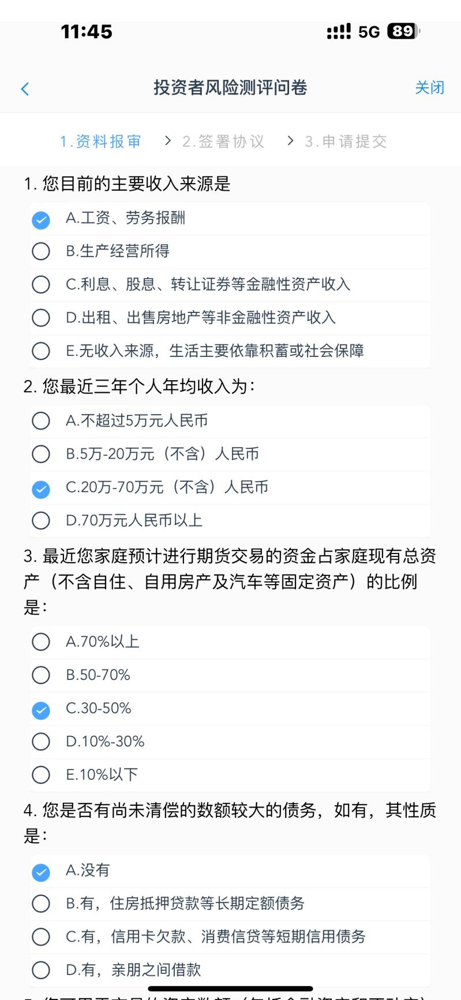 11:45
5G 89
投资者风险测评问卷
关闭
1.资料报审 > 2.签署协议 > 3.申请提交
1. 您目前的主要收入来源是
A.工资、劳务报酬
B.生产经营所得
C.利息、股息、转让证券等金融性资产收入
D.出租、出售房地产等非金融性资产收入
E.无收入来源，生活主要依靠积蓄或社会保障
2. 您最近三年个人年均收入为：
A.不超过5万元人民币
B.5万-20万元（不含）人民币
C.20万-70万元（不含）人民币
D.70万元人民币以上
3. 最近您家庭预计进行期货交易的资金占家庭现有总资
产（不含自住、自用房产及汽车等固定资产）的比例
是：
A.70%以上
B.50-70%
C.30-50%
D.10%-30%
E.10%以下
4. 您是否有尚未清偿的数额较大的债务，如有，其性质
是：
A.没有
B.有，住房抵押贷款等长期定额债务
C.有，信用卡欠款、消费信贷等短期信用债务
D.有，亲朋之间借款